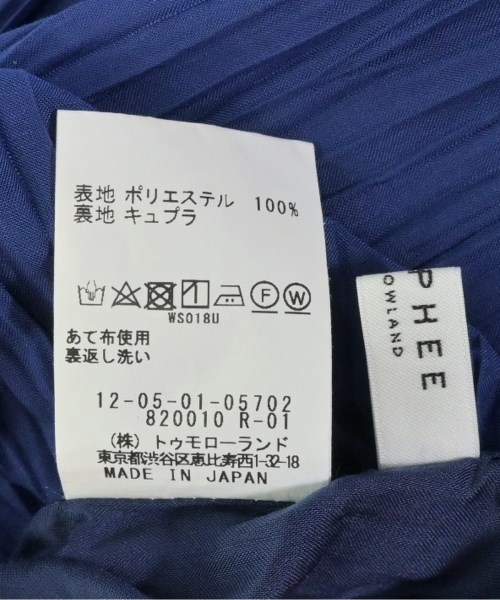 表地 ポリエステル 100%
裏地 キュプラ
F W
WS018U
あて布使用
裏返し洗い
12-05-01-05702
820010 R-01
(株) トゥモローランド
東京都渋谷区恵比寿西1-32-18
MADE IN JAPAN
PHEE
OWLAND